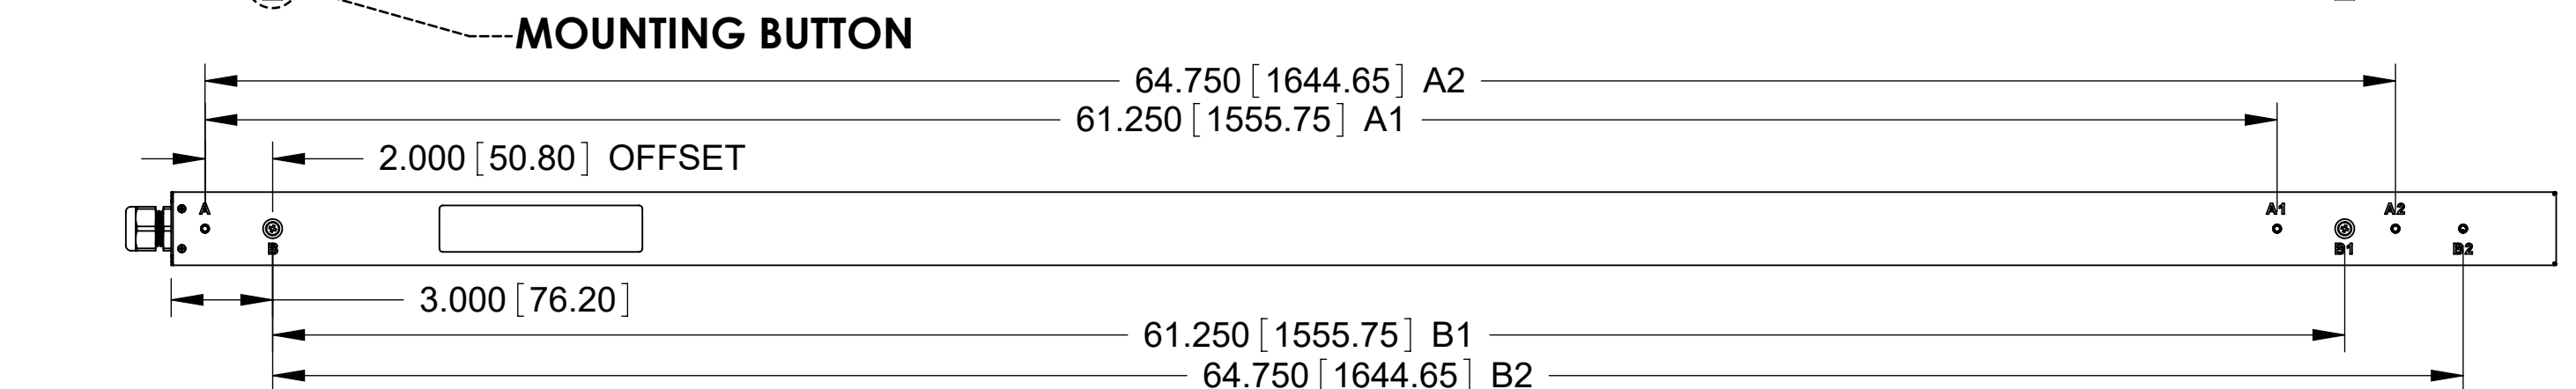 MOUNTING BUTTON
64.750 [1644.65] A2
61.250 [1555.75] A1
2.000 [50.80] OFFSET
A
A1
A2
B
B1
B2
3.000 [76.20]
61.250 [1555.75] B1
64.750 [1644.65] B2